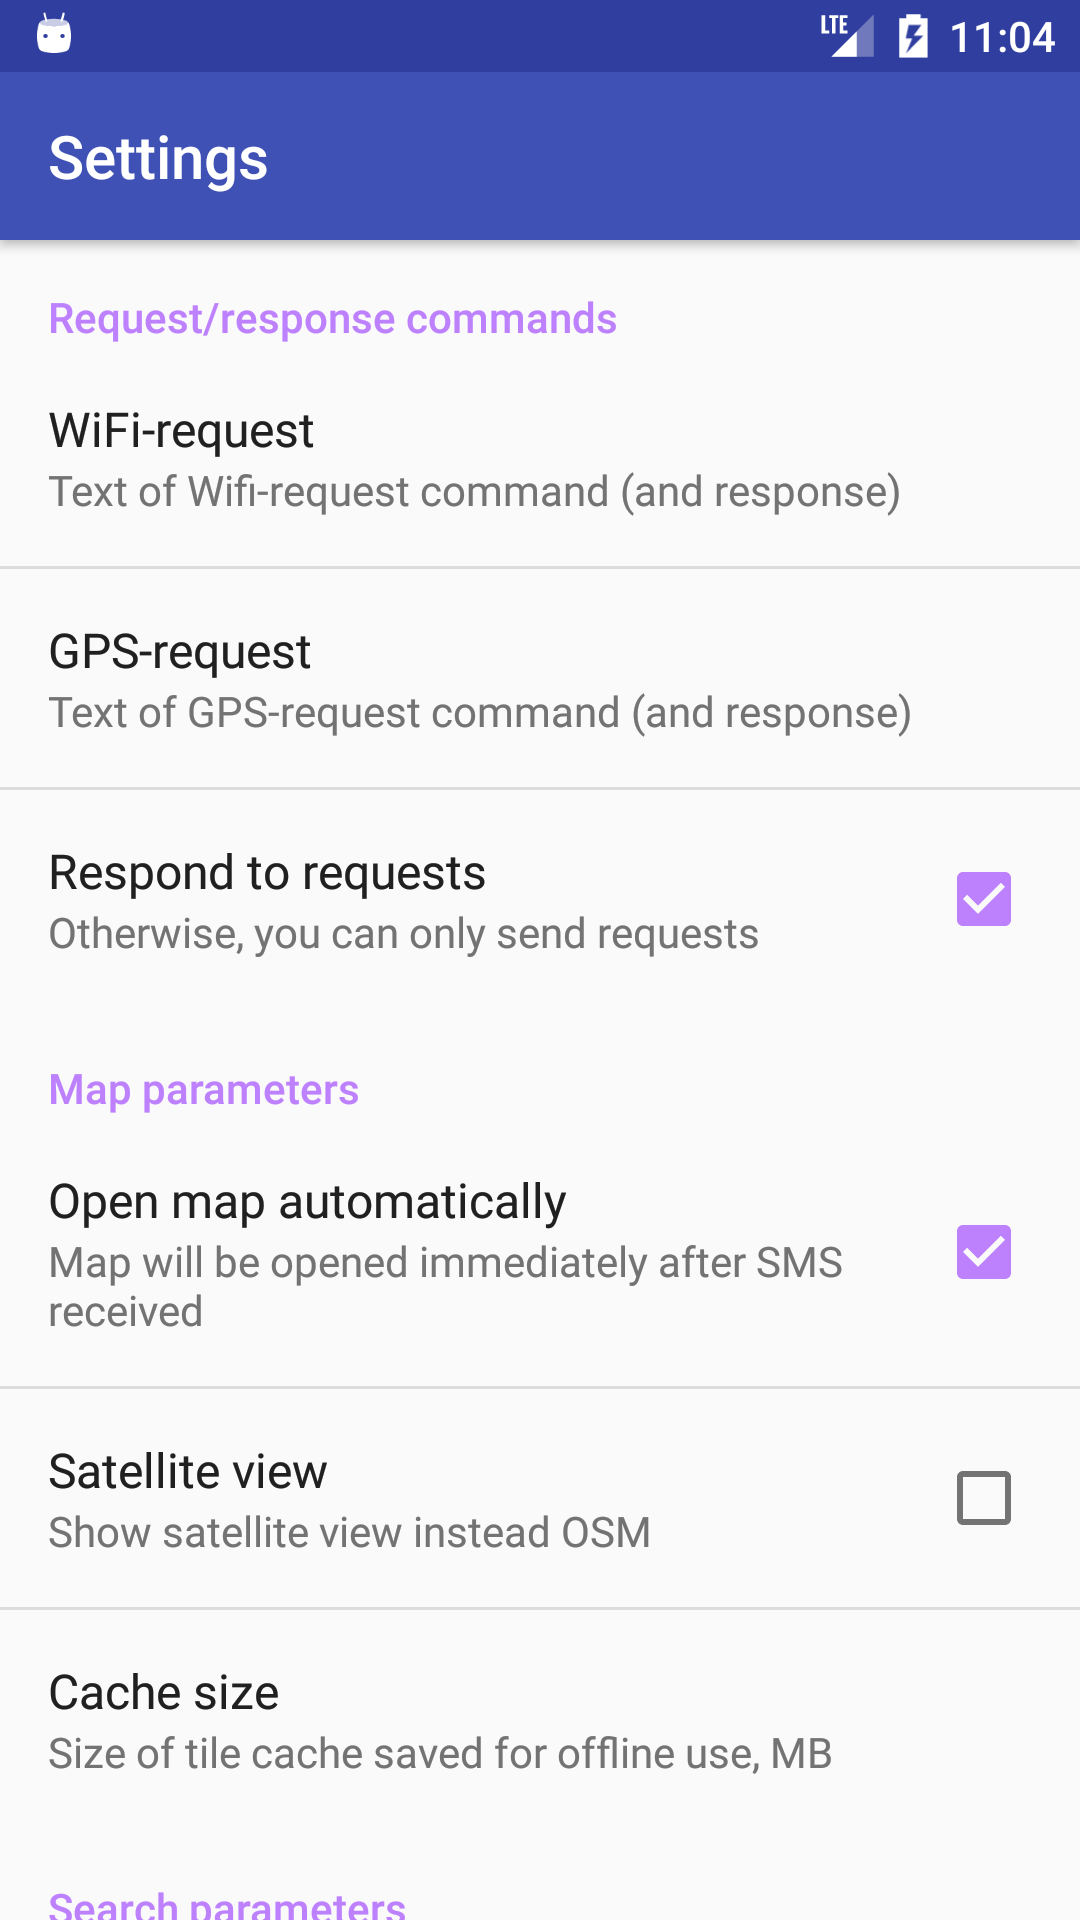 LTE 11:04
Settings
Request/response commands
WiFi-request
Text of Wifi-request command (and response)
GPS-request
Text of GPS-request command (and response)
Respond to requests
Otherwise, you can only send requests
Map parameters
Open map automatically
Map will be opened immediately after SMS
received
Satellite view
Show satellite view instead OSM
Cache size
Size of tile cache saved for offline use, MB
Search parameters